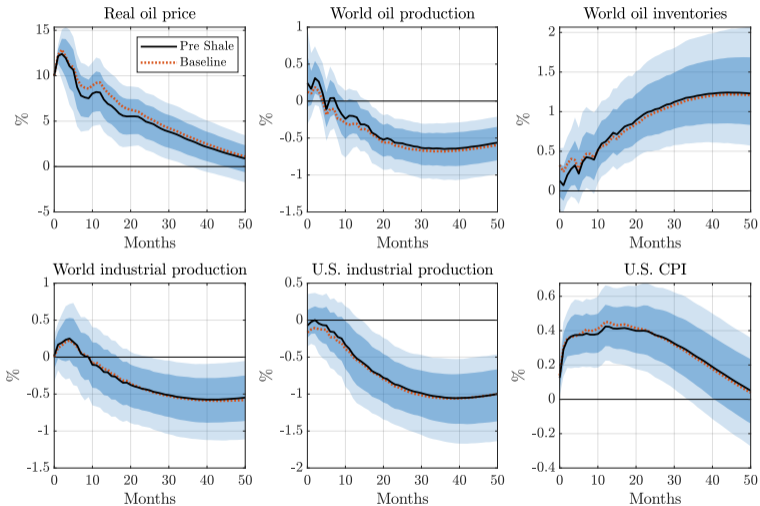 Real oil price
15
10
5
0
-5
%
0 10 20 30 40 50
Months
Pre Shale
Baseline
World oil production
1
0.5
0
-0.5
-1
-1.5
%
0 10 20 30 40 50
Months
World oil inventories
2
1.5
1
0.5
0
%
0 10 20 30 40 50
Months
World industrial production
1
0.5
0
-0.5
-1
-1.5
%
0 10 20 30 40 50
Months
U.S. industrial production
0.5
0
-0.5
-1
-1.5
-2
%
0 10 20 30 40 50
Months
U.S. CPI
0.6
0.4
0.2
0
-0.2
-0.4
%
0 10 20 30 40 50
Months